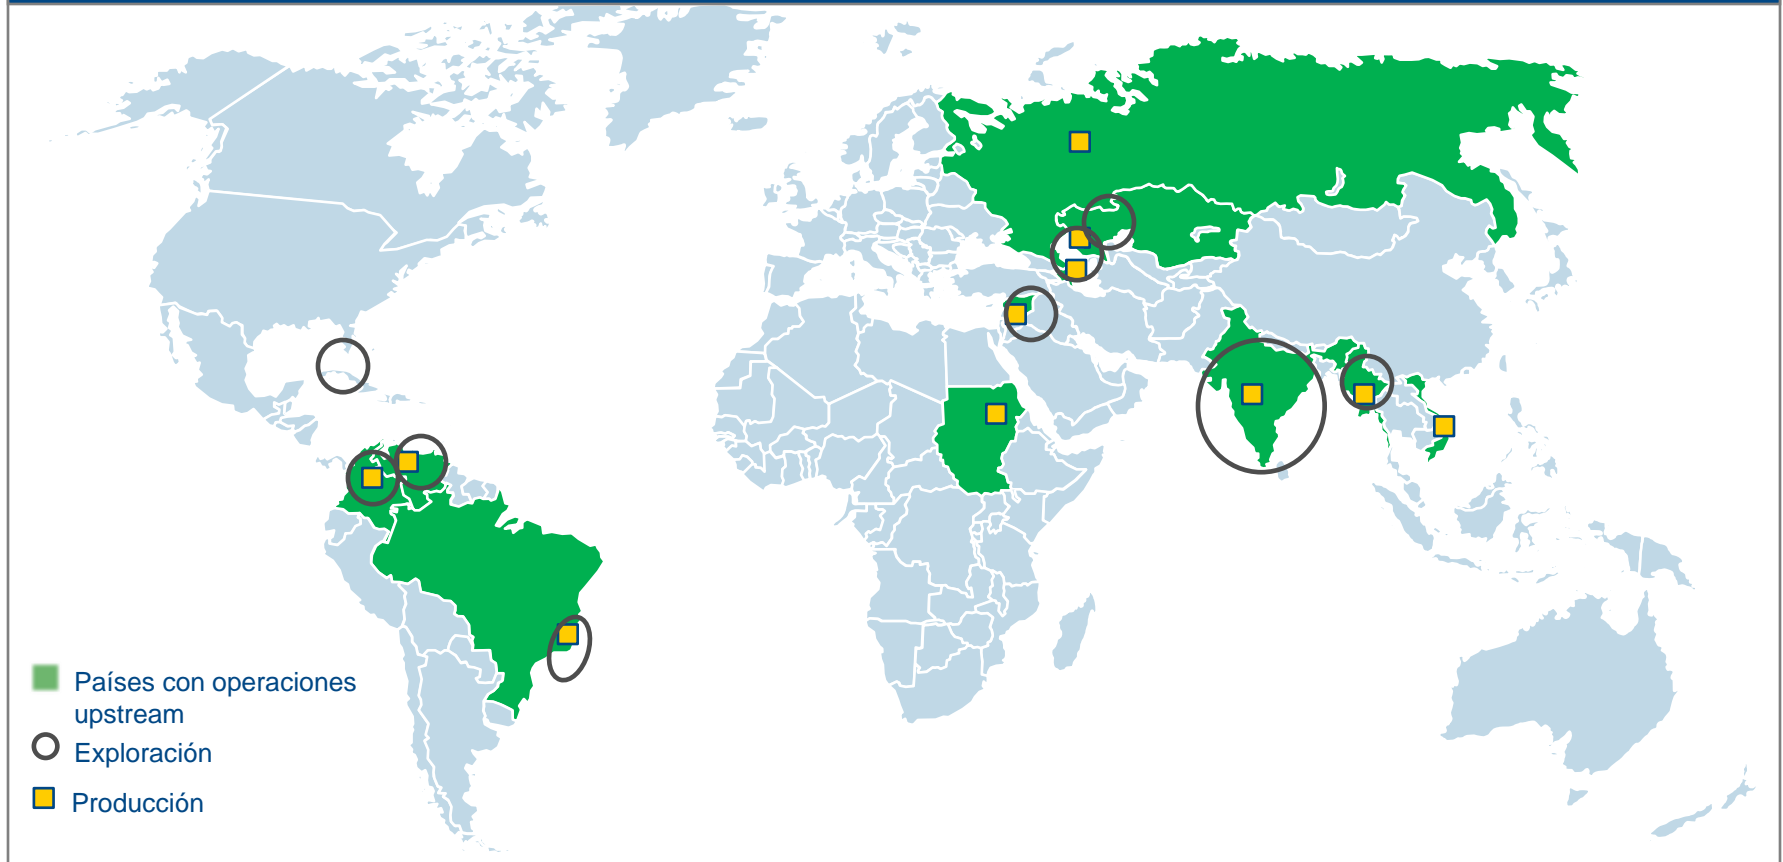 Países con operaciones
upstream
Exploración
Producción